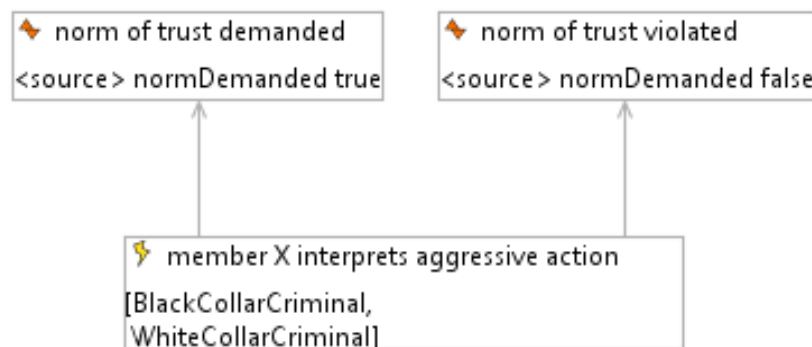 norm of trust demanded
<source> normDemanded true
norm of trust violated
<source> normDemanded false
member X interprets aggressive action
[BlackCollarCriminal,
WhiteCollarCriminal]